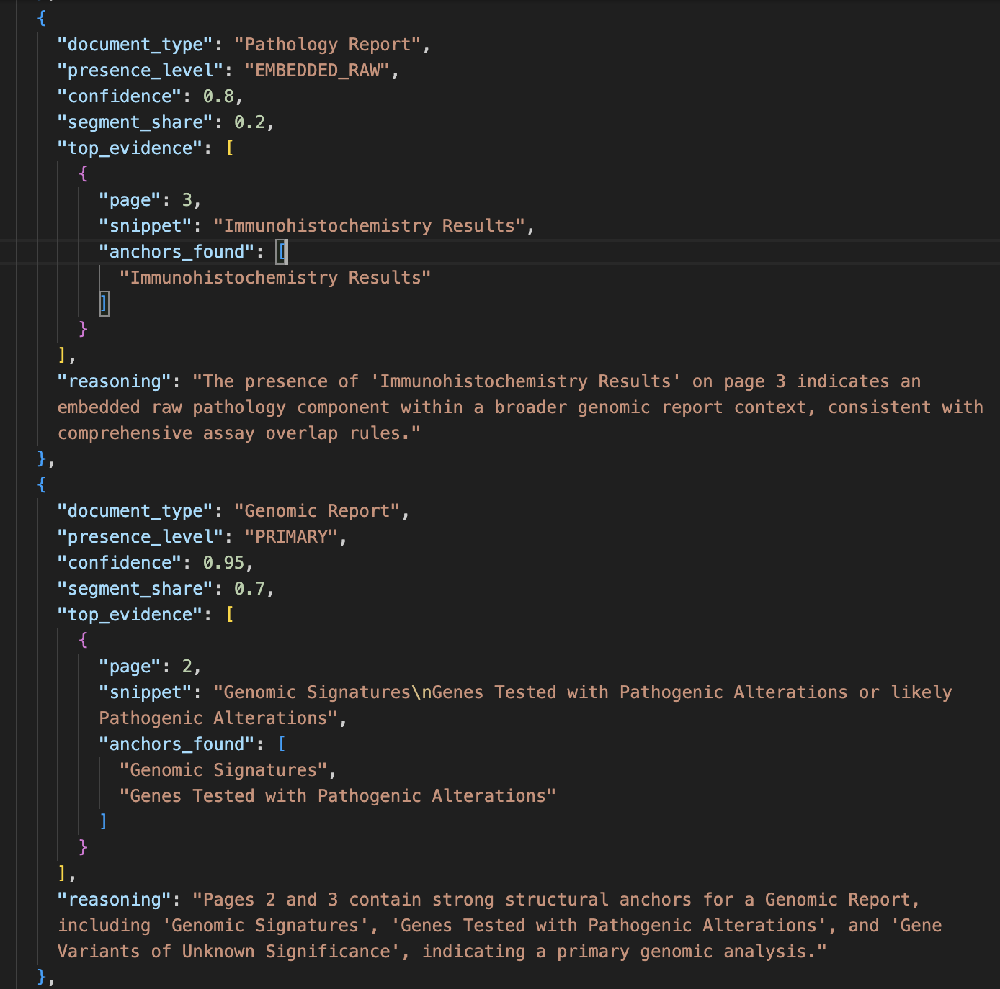 {
"document_type": "Pathology Report",
"presence_level": "EMBEDDED_RAW",
"confidence": 0.8,
"segment_share": 0.2,
"top_evidence": [
{
"page": 3,
"snippet": "Immunohistochemistry Results",
"anchors_found": [
"Immunohistochemistry Results"
]
}
],
"reasoning": "The presence of 'Immunohistochemistry Results' on page 3 indicates an
embedded raw pathology component within a broader genomic report context, consistent with
comprehensive assay overlap rules."
},
{
"document_type": "Genomic Report",
"presence_level": "PRIMARY",
"confidence": 0.95,
"segment_share": 0.7,
"top_evidence": [
{
"page": 2,
"snippet": "Genomic Signatures\nGenes Tested with Pathogenic Alterations or likely
Pathogenic Alterations",
"anchors_found": [
"Genomic Signatures",
"Genes Tested with Pathogenic Alterations"
]
}
],
"reasoning": "Pages 2 and 3 contain strong structural anchors for a Genomic Report,
including 'Genomic Signatures', 'Genes Tested with Pathogenic Alterations', and 'Gene
Variants of Unknown Significance', indicating a primary genomic analysis."
},